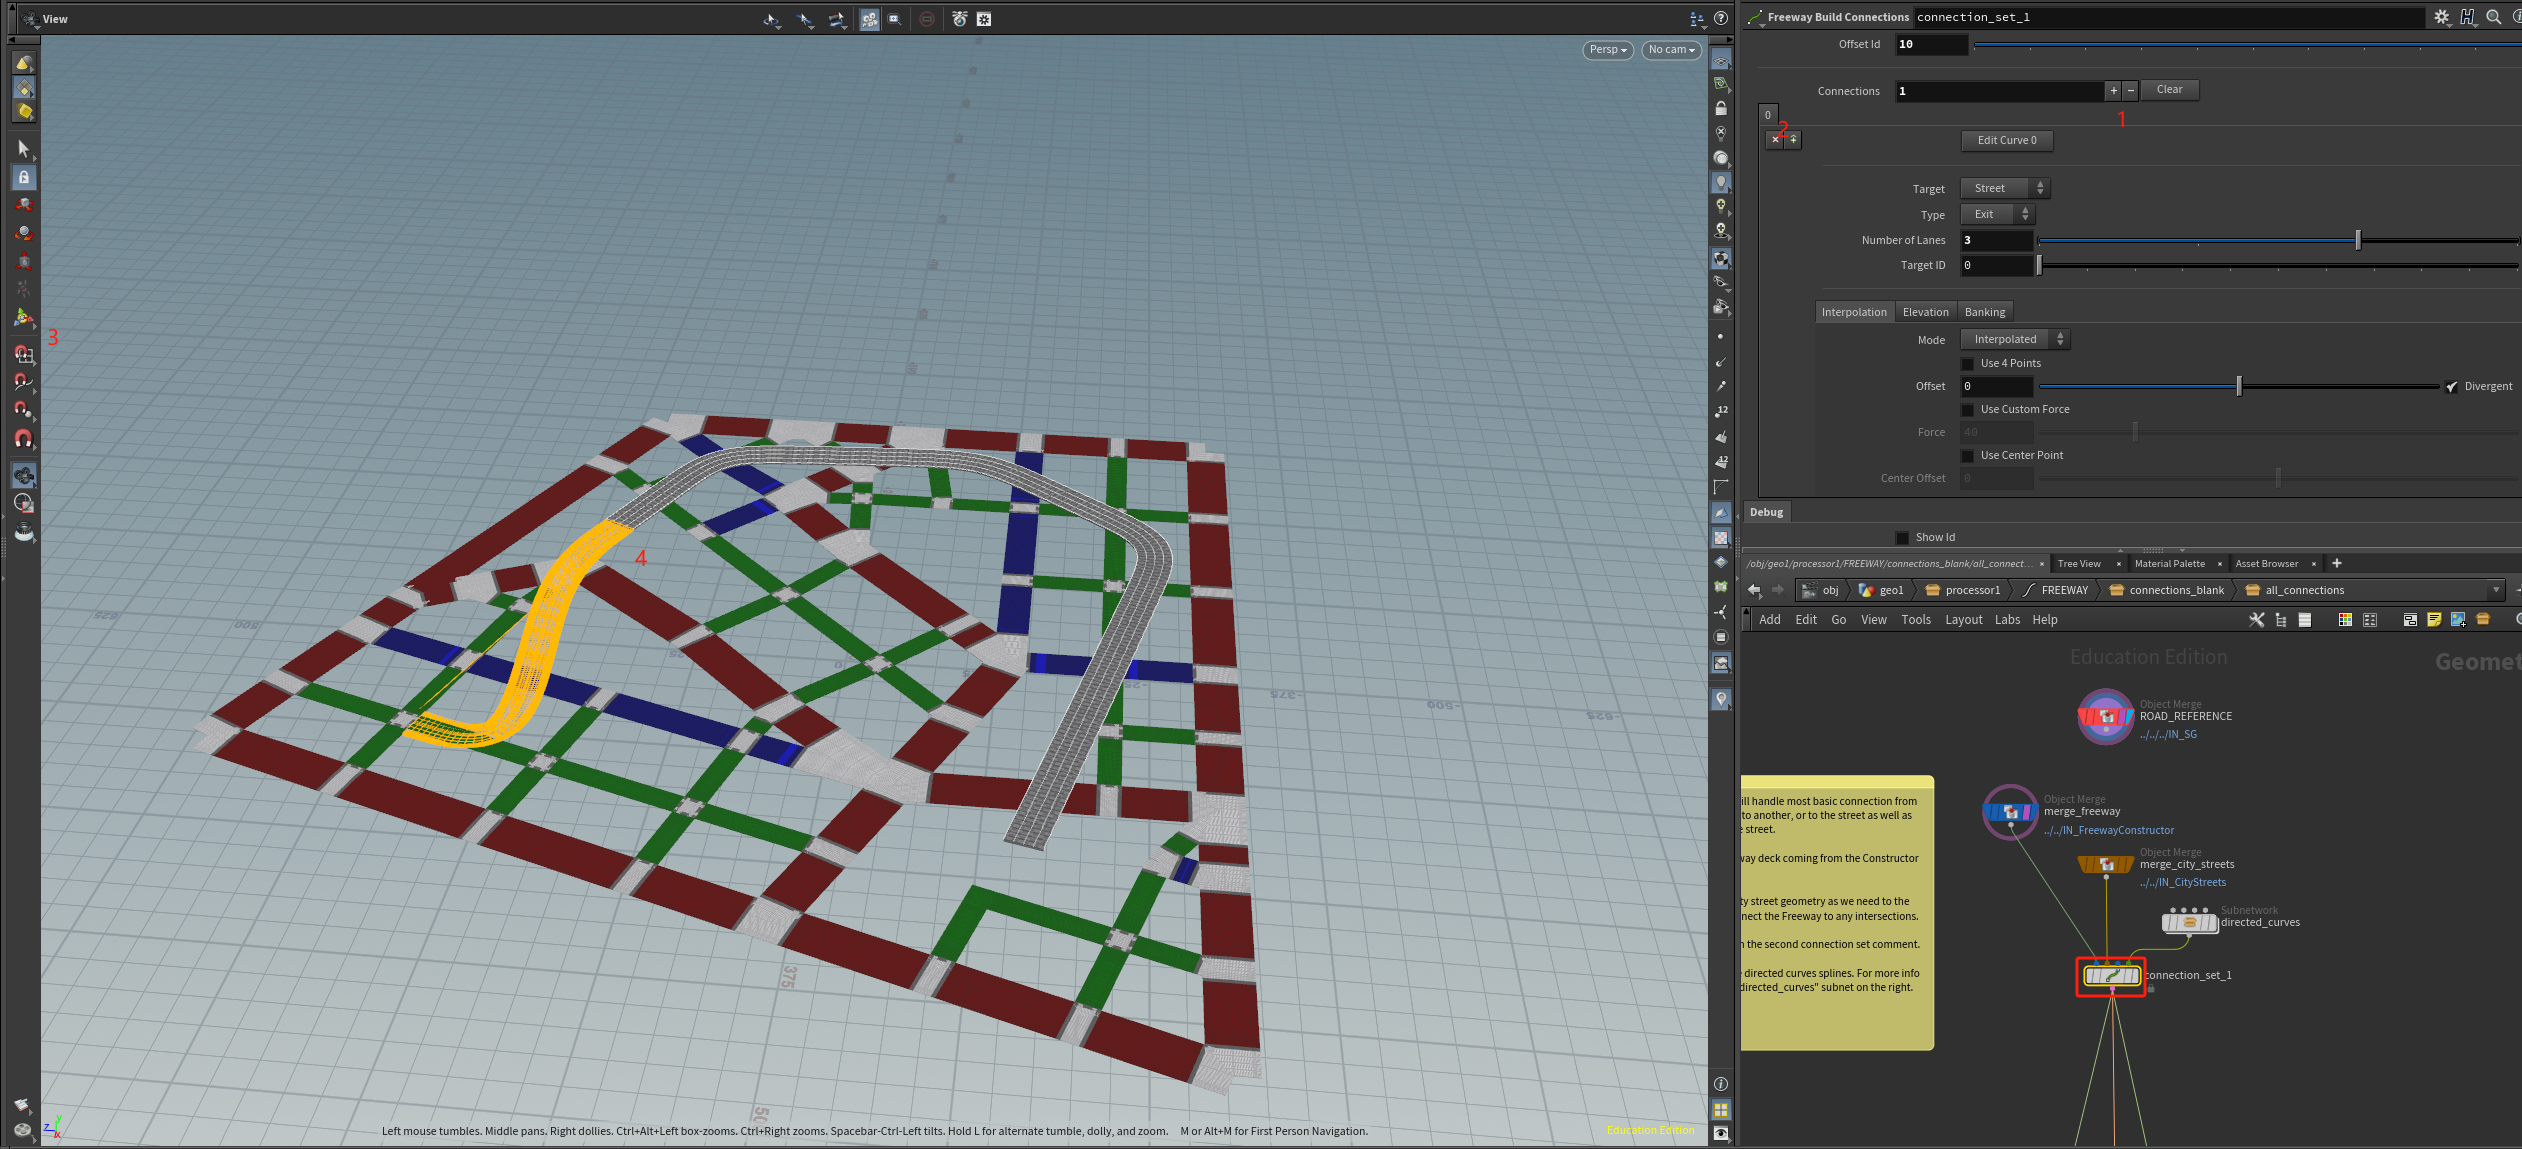 View
Persp
No cam
3
4
12
12
Left mouse tumbles. Middle pans. Right dollies. Ctrl+Alt+Left box-zooms. Ctrl+Right zooms. Spacebar-Ctrl-Left tilts. Hold L for alternate tumble, dolly, and zoom. M or Alt+M for First Person Navigation.
Education Edition
Freeway Build Connections connection_set_1
Offset Id 10
Connections 1 + − Clear
1
0
2
Edit Curve 0
Target Street
Type Exit
Number of Lanes 3
Target ID 0
Interpolation Elevation Banking
Mode Interpolated
Use 4 Points
Offset 0 Divergent
Use Custom Force
Force 40
Use Center Point
Center Offset 0
Debug
Show Id
/obj/geo1/processor1/FREEWAY/connections_blank/all_connect... Tree View Material Palette Asset Browser
obj geo1 processor1 FREEWAY connections_blank all_connections
Add Edit Go View Tools Layout Labs Help
Education Edition
Geomet
Object Merge
ROAD_REFERENCE
../../../IN_SG
Object Merge
merge_freeway
../../IN_FreewayConstructor
Object Merge
merge_city_streets
../../IN_CityStreets
Subnetwork
directed_curves
connection_set_1
ill handle most basic connection from
to another, or to the street as well as
street.
way deck coming from the Constructor
ty street geometry as we need to the
nnect the Freeway to any intersections.
n the second connection set comment.
directed curves splines. For more info
directed_curves" subnet on the right.